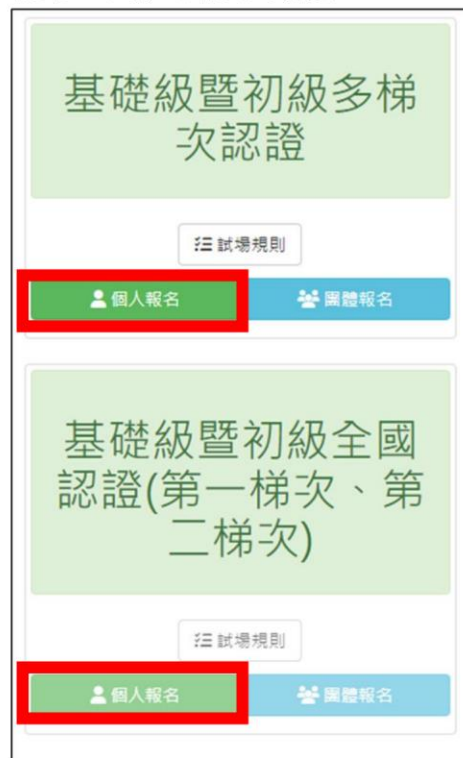 基礎級暨初級多梯
次認證
試場規則
個人報名
團體報名
基礎級暨初級全國
認證(第一梯次、第
二梯次)
試場規則
個人報名
團體報名